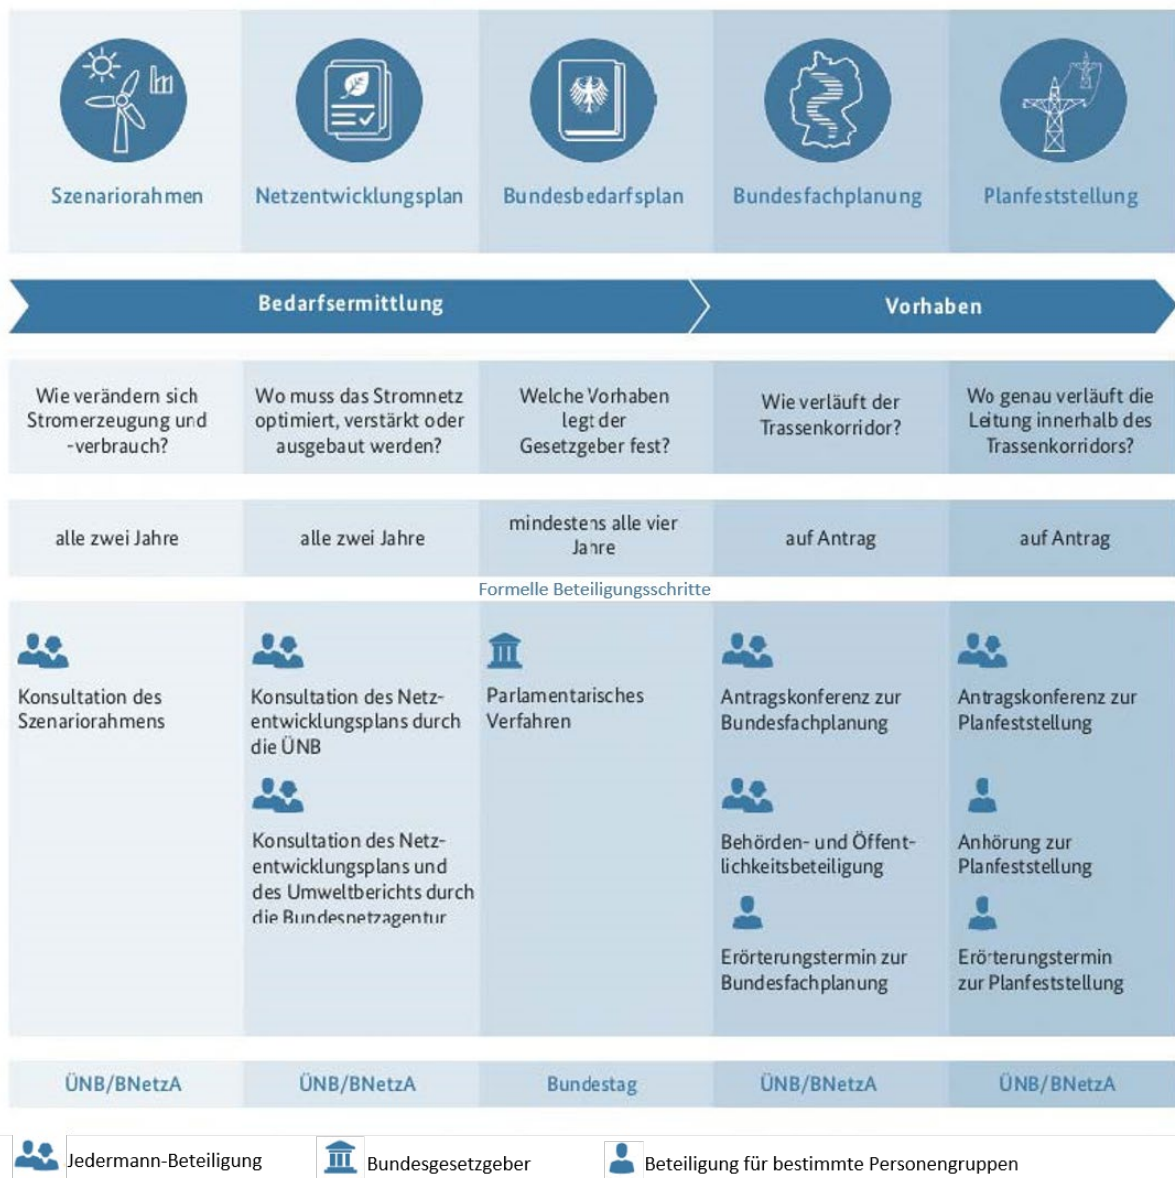 Szenariorahmen
Netzentwicklungsplan
Bundesbedarfsplan
Bundesfachplanung
Planfeststellung
Bedarfsermittlung
Vorhaben
Wie verändern sich
Stromerzeugung und
-verbrauch?
Wo muss das Stromnetz
optimiert, verstärkt oder
ausgebaut werden?
Welche Vorhaben
legt der
Gesetzgeber fest?
Wie verläuft der
Trassenkorridor?
Wo genau verläuft die
Leitung innerhalb des
Trassenkorridors?
alle zwei Jahre
alle zwei Jahre
mindestens alle vier
Jahre
auf Antrag
auf Antrag
Formelle Beteiligungsschritte
Konsultation des
Szenariorahmens
Konsultation des Netz-
entwicklungsplans durch
die ÜNB
Konsultation des Netz-
entwicklungsplans und
des Umweltberichts durch
die Bundesnetzagentur
Parlamentarisches
Verfahren
Antragskonferenz zur
Bundesfachplanung
Behörden- und Öffent-
lichkeitsbeteiligung
Erörterungstermin zur
Bundesfachplanung
Antragskonferenz zur
Planfeststellung
Anhörung zur
Planfeststellung
Erörterungstermin
zur Planfeststellung
ÜNB/BNetzA
ÜNB/BNetzA
Bundestag
ÜNB/BNetzA
ÜNB/BNetzA
Jedermann-Beteiligung
Bundesgesetzgeber
Beteiligung für bestimmte Personengruppen